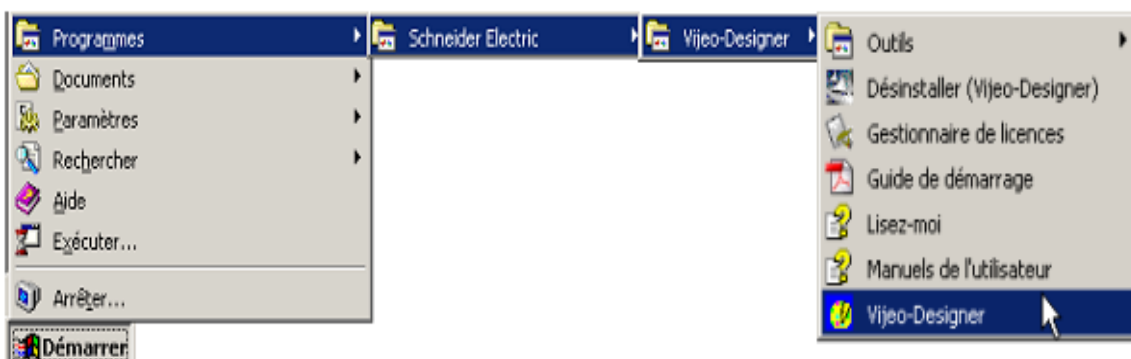 Programmes
Documents
Paramètres
Rechercher
Aide
Exécuter...
Arrêter...
Démarrer
Schneider Electric
Vijeo-Designer
Outils
Désinstaller (Vijeo-Designer)
Gestionnaire de licences
Guide de démarrage
Lisez-moi
Manuels de l'utilisateur
Vijeo-Designer